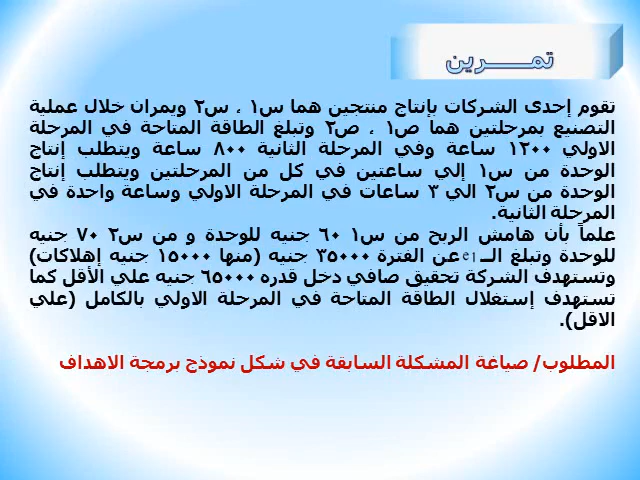 تمـــــرين
تقوم إحدى الشركات بإنتاج منتجين هما س١ ، س٢ ويمران خلال عملية
التصنيع بمرحلتين هما ص١ ، ص٢ وتبلغ الطاقة المتاحة في المرحلة
الاولي ١٢٠٠ ساعة وفي المرحلة الثانية ٨٠٠ ساعة ويتطلب إنتاج
الوحدة من س١ إلي ساعتين في كل من المرحلتين ويتطلب إنتاج
الوحدة من س٢ الي ٣ ساعات في المرحلة الاولي وساعة واحدة في
المرحلة الثانية.
علماً بأن هامش الربح من س١ ٦٠ جنيه للوحدة و من س٢ ٧٠ جنيه
للوحدة وتبلغ الـ عن الفترة ٣٥٠٠٠ جنيه (منها ١٥٠٠٠ جنيه إهلاكات)
وتستهدف الشركة تحقيق صافي دخل قدره ٦٥٠٠٠ جنيه علي الأقل كما
تستهدف إستغلال الطاقة المتاحة في المرحلة الاولي بالكامل (علي
الاقل).
المطلوب/ صياغة المشكلة السابقة في شكل نموذج برمجة الاهداف